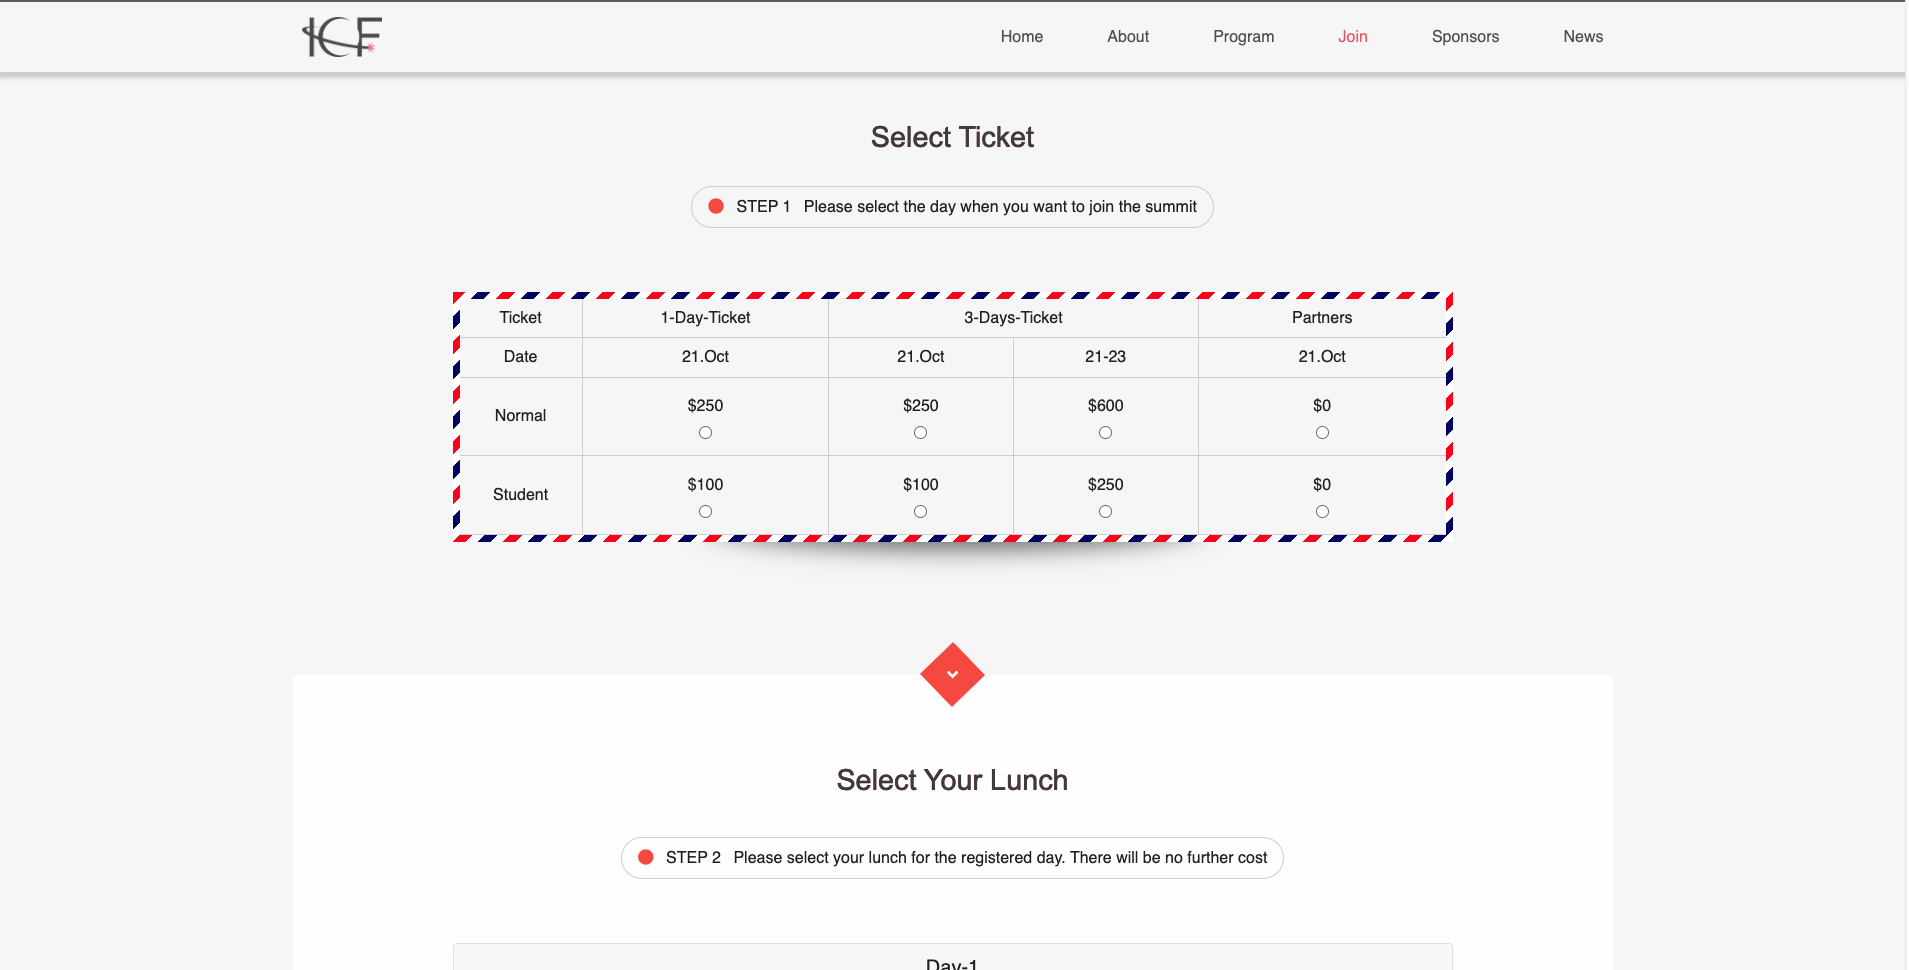 ICF
Home About Program Join Sponsors News
Select Ticket
STEP 1 Please select the day when you want to join the summit
Ticket 1-Day-Ticket 3-Days-Ticket Partners
Date 21.Oct 21.Oct 21-23 21.Oct
Normal $250 $250 $600 $0
Student $100 $100 $250 $0
Select Your Lunch
STEP 2 Please select your lunch for the registered day. There will be no further cost
Day-1